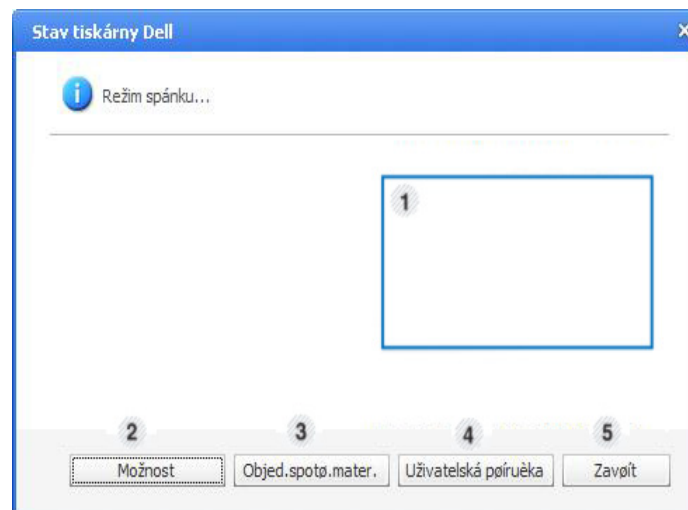 Stav tiskárny Dell
Režim spánku...
1
2 3 4 5
Možnost Objed.spotø.mater. Uživatelská pøíruèka Zavøít